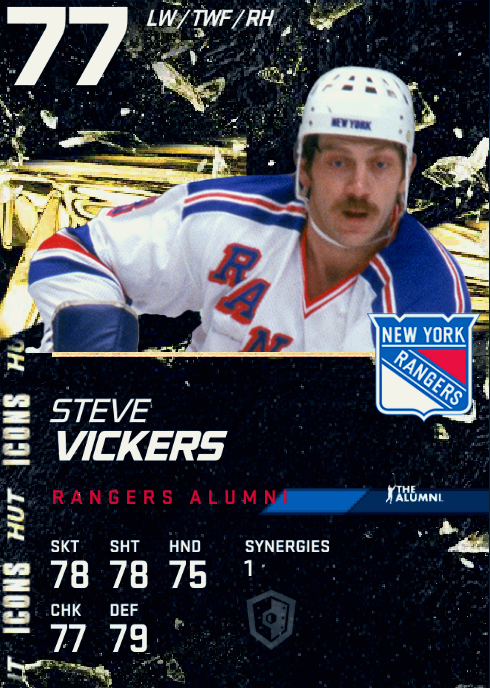 77
LW / TWF / RH
NEW YORK
RAN
NEW YORK
RANGERS
STEVE
VICKERS
RANGERS ALUMNI
THE
ALUMNI
SKT SHT HND SYNERGIES
78 78 75 1
CHK DEF
77 79
HUT
ICONS
HUT
ICONS